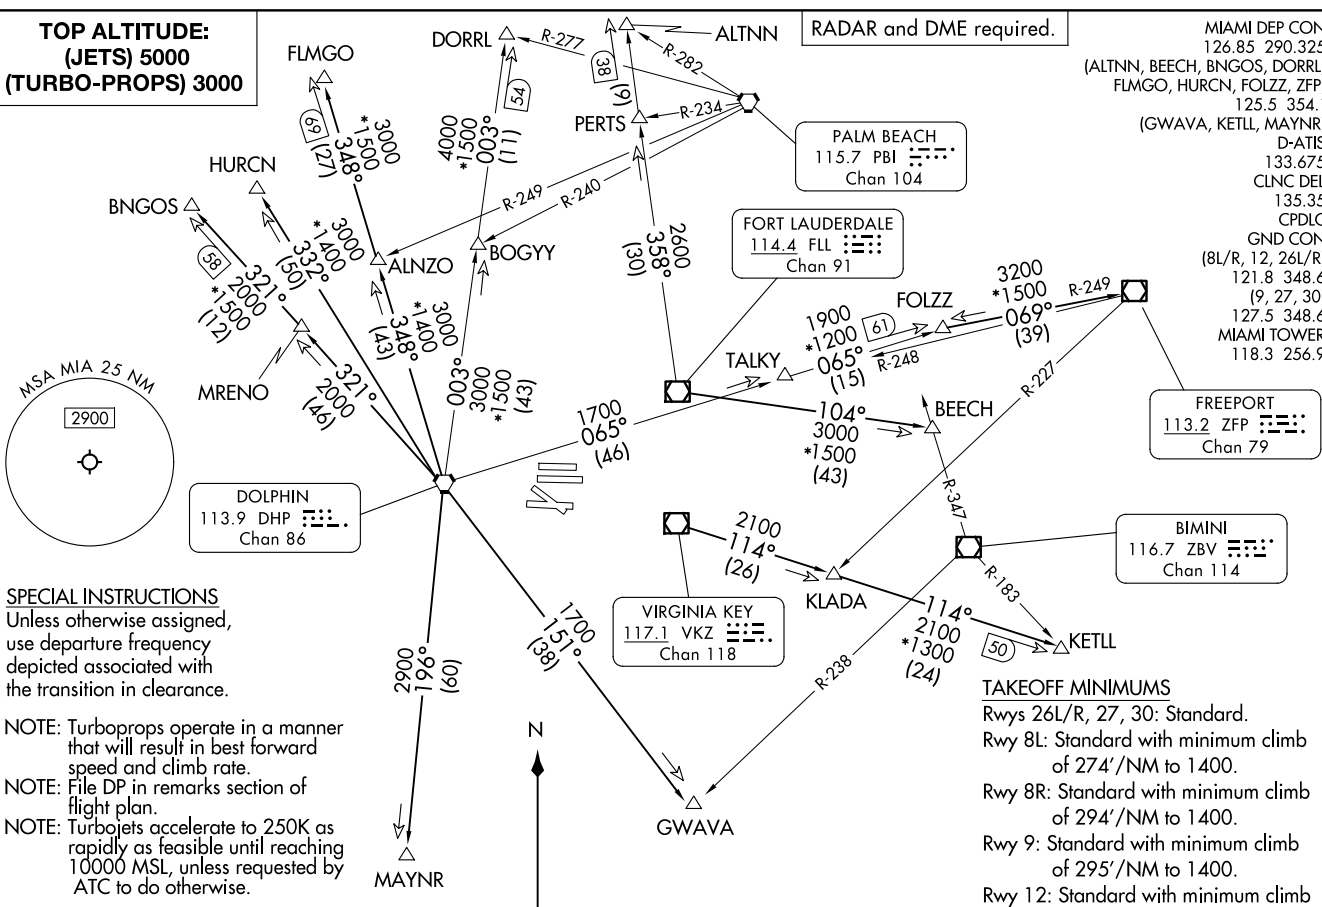 TOP ALTITUDE:
(JETS) 5000
(TURBO-PROPS) 3000
RADAR and DME required.
MIAMI DEP CON
126.85 290.325
(ALTNN, BEECH, BNGOS, DORRL
FLMGO, HURCN, FOLZZ, ZFP
125.5 354.
(GWAVA, KETLL, MAYNR
D-ATIS
133.675
CLNC DEL
135.35
CPDLC
GND CON
(8L/R, 12, 26L/R
121.8 348.6
(9, 27, 30
127.5 348.6
MIAMI TOWER
118.3 256.9
FLMGO
DORRL
ALTNN
R-277
R-282
38
(9)
54
4000
*1500
003°
(11)
69
(27)
348°
3000
*1500
PERTS
R-234
PALM BEACH
115.7 PBI
Chan 104
HURCN
BNGOS
R-249
R-240
58
321°
2000
*1500
(12)
3000
*1400
332°
(50)
ALNZO
BOGYY
2600
358°
(30)
FORT LAUDERDALE
114.4 FLL
Chan 91
3200
*1500
069°
(39)
R-249
FOLZZ
1900
*1200
065°
(15)
61
R-248
TALKY
R-227
3000
*1400
348°
(43)
003°
3000
*1500
(43)
MRENO
321°
2000
(46)
MSA MIA 25 NM
2900
1700
065°
(46)
104°
3000
*1500
(43)
BEECH
R-347
FREEPORT
113.2 ZFP
Chan 79
DOLPHIN
113.9 DHP
Chan 86
2100
114°
(26)
KLADA
BIMINI
116.7 ZBV
Chan 114
R-183
VIRGINIA KEY
117.1 VKZ
Chan 118
114°
2100
*1300
(24)
50
KETLL
R-238
1700
151°
(38)
2900
196°
(60)
GWAVA
MAYNR
N
SPECIAL INSTRUCTIONS
Unless otherwise assigned,
use departure frequency
depicted associated with
the transition in clearance.
NOTE: Turboprops operate in a manner
that will result in best forward
speed and climb rate.
NOTE: File DP in remarks section of
flight plan.
NOTE: Turbojets accelerate to 250K as
rapidly as feasible until reaching
10000 MSL, unless requested by
ATC to do otherwise.
TAKEOFF MINIMUMS
Rwys 26L/R, 27, 30: Standard.
Rwy 8L: Standard with minimum climb
of 274'/NM to 1400.
Rwy 8R: Standard with minimum climb
of 294'/NM to 1400.
Rwy 9: Standard with minimum climb
of 295'/NM to 1400.
Rwy 12: Standard with minimum climb